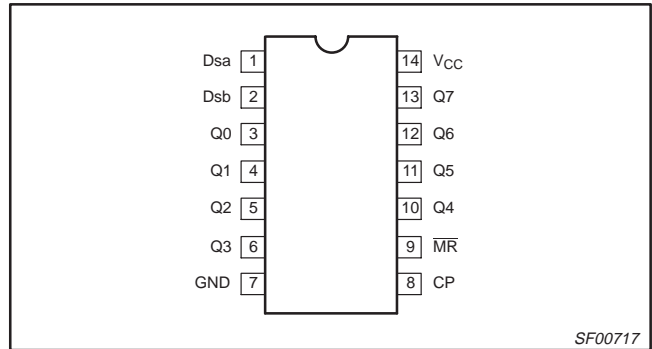 Dsa 1 14 VCC
Dsb 2 13 Q7
Q0 3 12 Q6
Q1 4 11 Q5
Q2 5 10 Q4
Q3 6 9 M̅R̅
GND 7 8 CP
SF00717